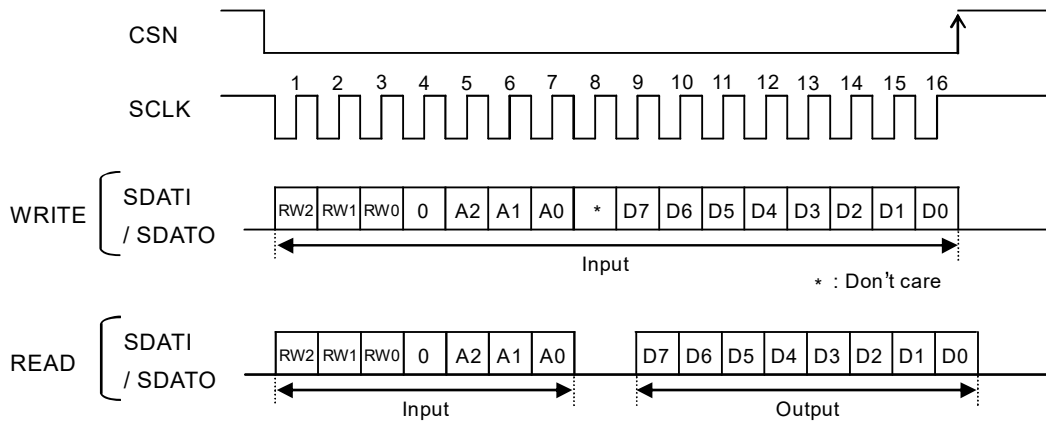 CSN
1 2 3 4 5 6 7 8 9 10 11 12 13 14 15 16
SCLK
WRITE
SDATI
/ SDATO
RW2 RW1 RW0 0 A2 A1 A0 * D7 D6 D5 D4 D3 D2 D1 D0
Input
* : Don't care
READ
SDATI
/ SDATO
RW2 RW1 RW0 0 A2 A1 A0 D7 D6 D5 D4 D3 D2 D1 D0
Input Output